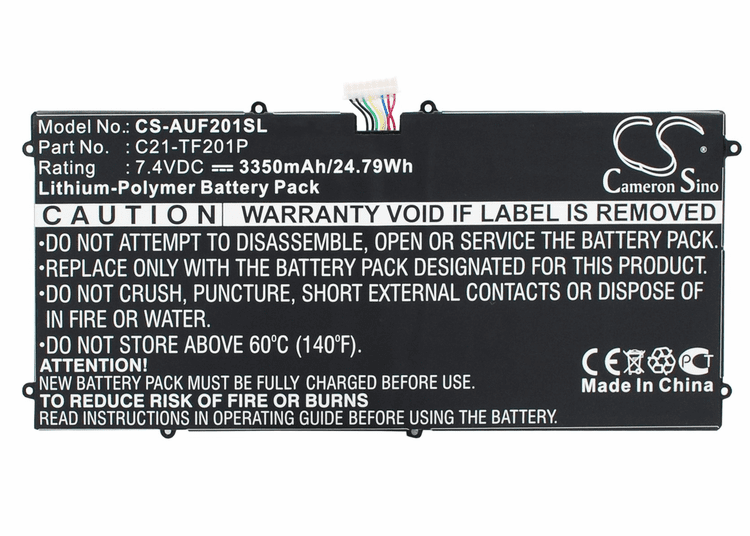 Model No.: CS-AUF201SL
Part No. : C21-TF201P
Rating : 7.4VDC ⎓ 3350mAh/24.79Wh
Lithium-Polymer Battery Pack
CS
Cameron Sino
CAUTION WARRANTY VOID IF LABEL IS REMOVED
•DO NOT ATTEMPT TO DISASSEMBLE, OPEN OR SERVICE THE BATTERY PACK.
•REPLACE ONLY WITH THE BATTERY PACK DESIGNATED FOR THIS PRODUCT.
•DO NOT CRUSH, PUNCTURE, SHORT EXTERNAL CONTACTS OR DISPOSE OF
IN FIRE OR WATER.
•DO NOT STORE ABOVE 60°C (140°F).
ATTENTION!
NEW BATTERY PACK MUST BE FULLY CHARGED BEFORE USE.
TO REDUCE RISK OF FIRE OR BURNS
READ INSTRUCTIONS IN OPERATING GUIDE BEFORE USING THE BATTERY.
CE PCT
Made In China